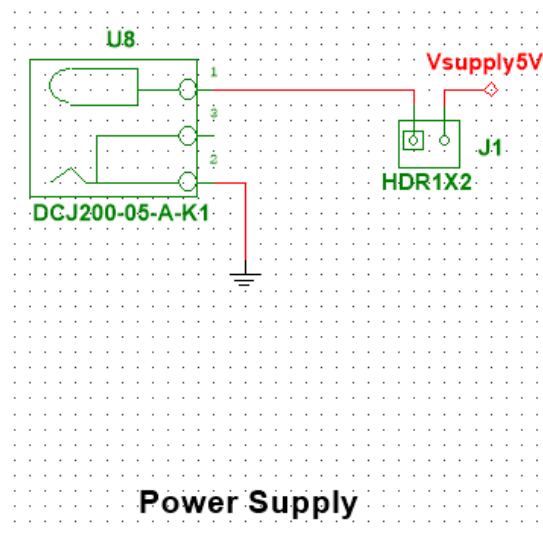 U8
Vsupply5V
1
3
2
J1
HDR1X2
DCJ200-05-A-K1
Power Supply